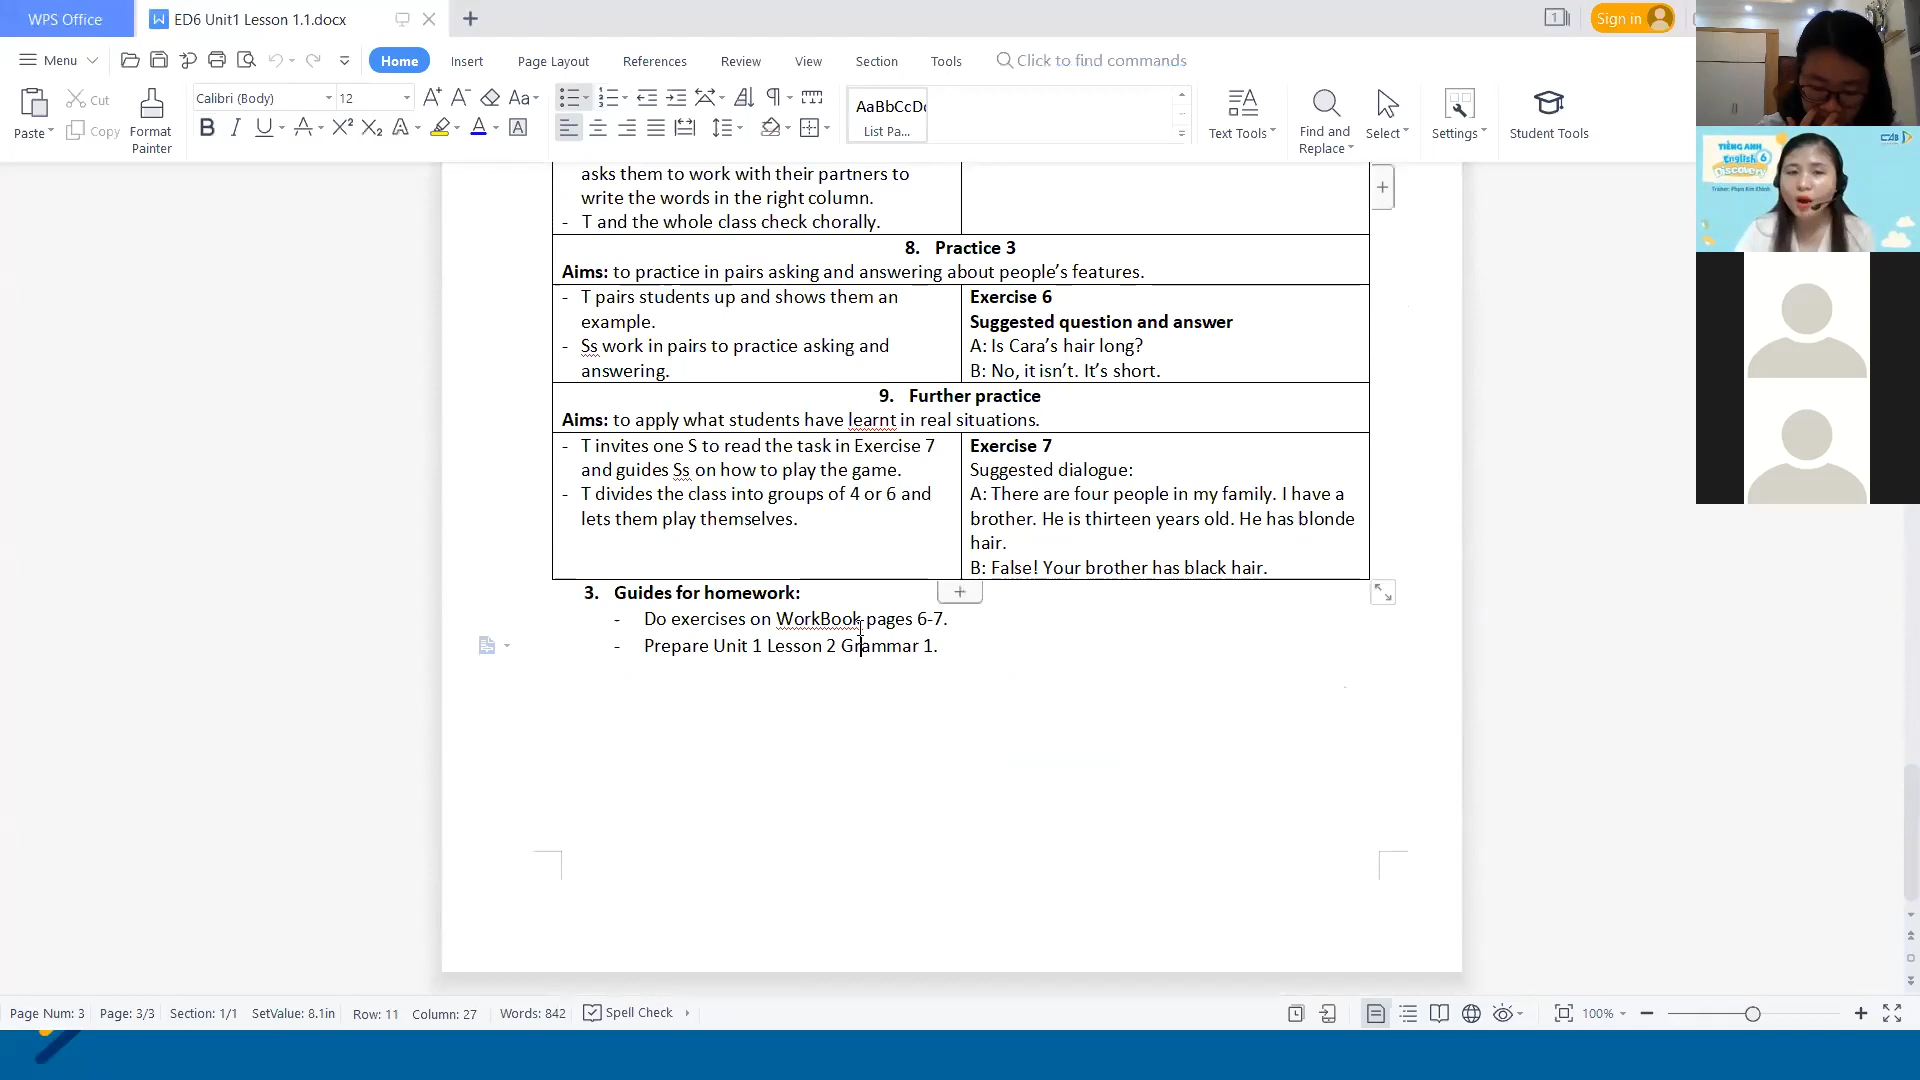 WPS Office
ED6 Unit1 Lesson 1.1.docx
1
Sign in
Menu
Home
Insert
Page Layout
References
Review
View
Section
Tools
Click to find commands
Paste
Cut
Copy
Format Painter
Calibri (Body)
12
AaBbCcD
List Pa...
Text Tools
Find and Replace
Select
Settings
Student Tools
TIẾNG ANH
English 6
Discovery
Trainer: Phạm Kim Khánh
asks them to work with their partners to
write the words in the right column.
- T and the whole class check chorally.
8. Practice 3
Aims: to practice in pairs asking and answering about people’s features.
- T pairs students up and shows them an
example.
- Ss work in pairs to practice asking and
answering.
Exercise 6
Suggested question and answer
A: Is Cara’s hair long?
B: No, it isn’t. It’s short.
9. Further practice
Aims: to apply what students have learnt in real situations.
- T invites one S to read the task in Exercise 7
and guides Ss on how to play the game.
- T divides the class into groups of 4 or 6 and
lets them play themselves.
Exercise 7
Suggested dialogue:
A: There are four people in my family. I have a
brother. He is thirteen years old. He has blonde
hair.
B: False! Your brother has black hair.
3. Guides for homework:
- Do exercises on WorkBook pages 6-7.
- Prepare Unit 1 Lesson 2 Grammar 1.
Page Num: 3
Page: 3/3
Section: 1/1
SetValue: 8.1in
Row: 11
Column: 27
Words: 842
Spell Check
100%